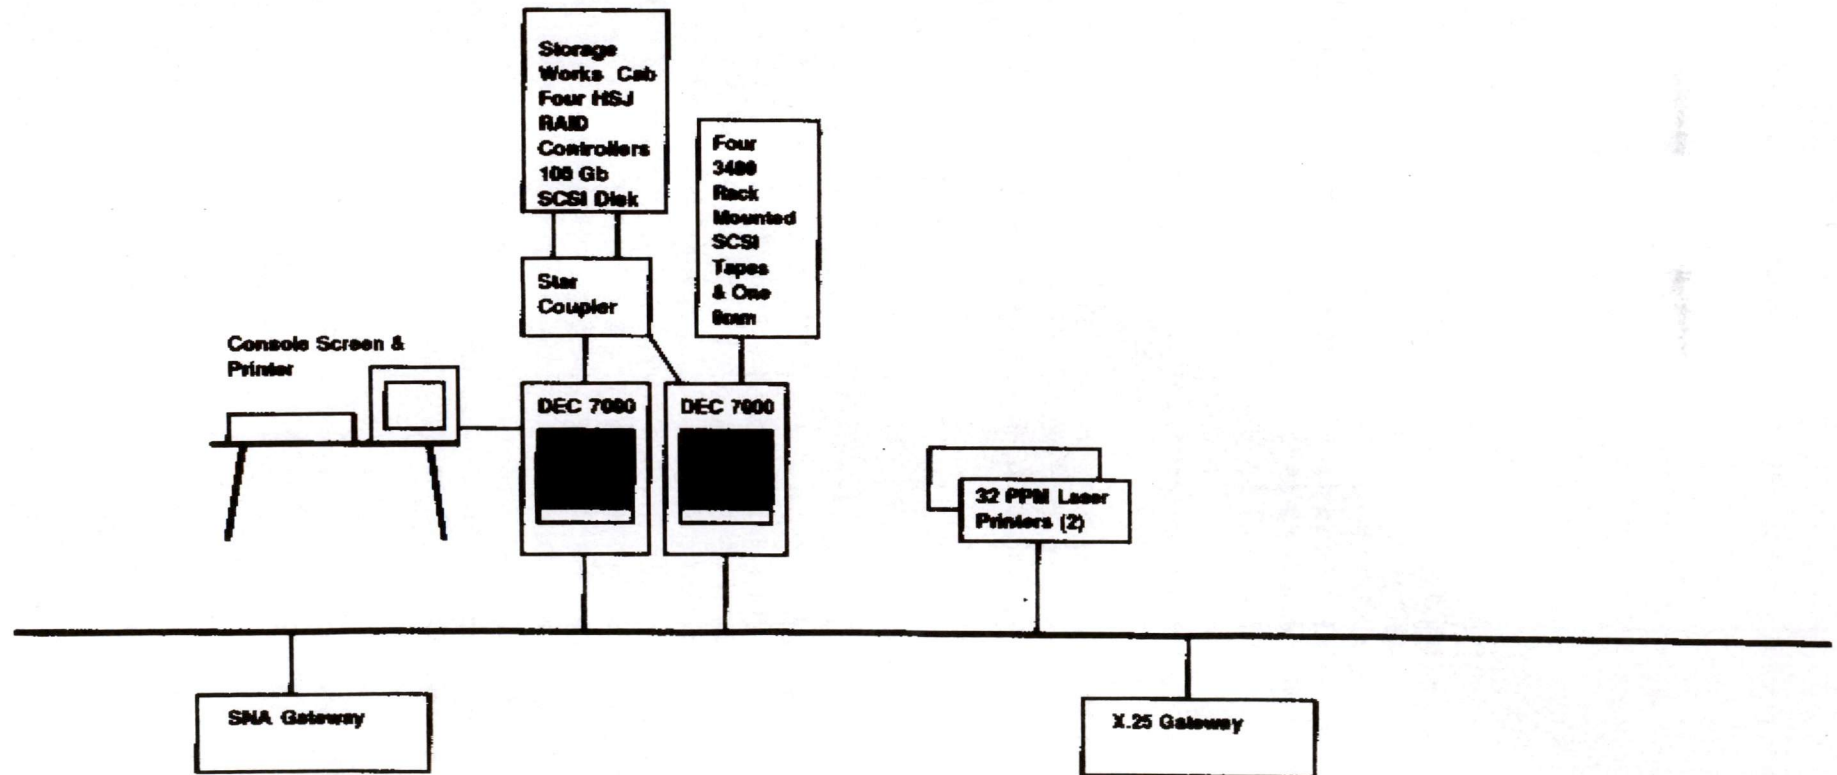 Storage
Works Cab
Four HSJ
RAID
Controllers
100 Gb
SCSI Disk
Four
3480
Rack
Mounted
SCSI
Tapes
& One
8mm
Star
Coupler
Console Screen &
Printer
DEC 7000
DEC 7000
32 PPM Laser
Printers (2)
SNA Gateway
X.25 Gateway